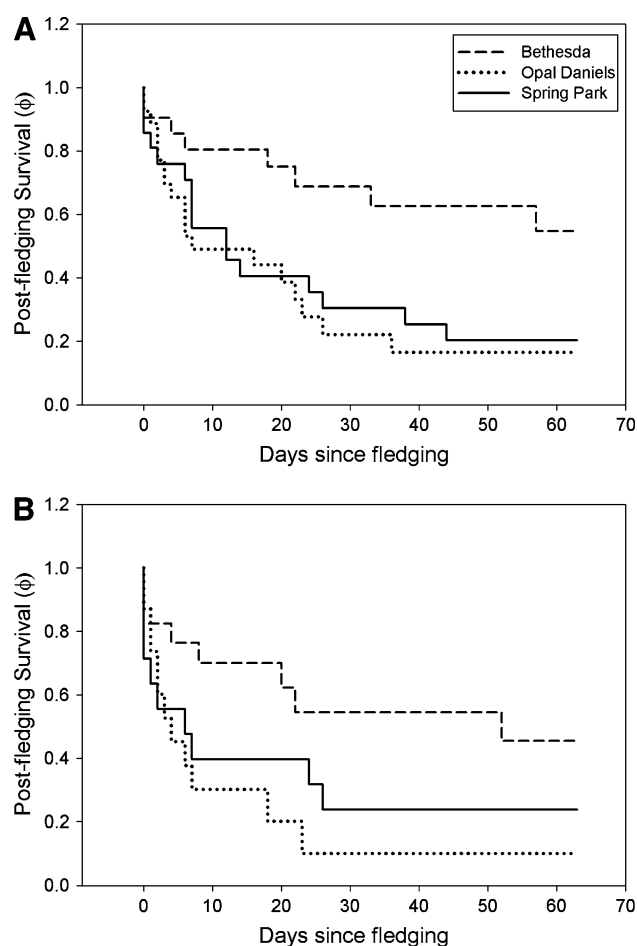 A
1.2
1.0
0.8
0.6
0.4
0.2
0.0
Post-fledging Survival (ϕ)
Bethesda
Opal Daniels
Spring Park
0 10 20 30 40 50 60 70
Days since fledging
B
1.2
1.0
0.8
0.6
0.4
0.2
0.0
Post-fledging Survival (ϕ)
0 10 20 30 40 50 60 70
Days since fledging